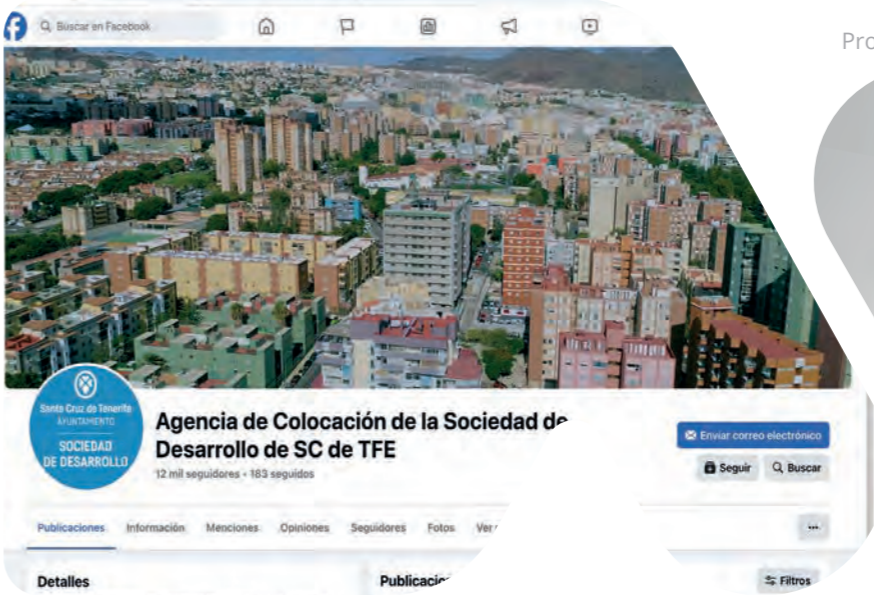 Buscar en Facebook
Pro
Santa Cruz de Tenerife
AYUNTAMIENTO
SOCIEDAD
DE DESARROLLO
Agencia de Colocación de la Sociedad de
Desarrollo de SC de TFE
12 mil seguidores • 183 seguidos
Enviar correo electrónico
Seguir Buscar
Publicaciones Información Menciones Opiniones Seguidores Fotos Ver
Detalles
Publicacio
Filtros